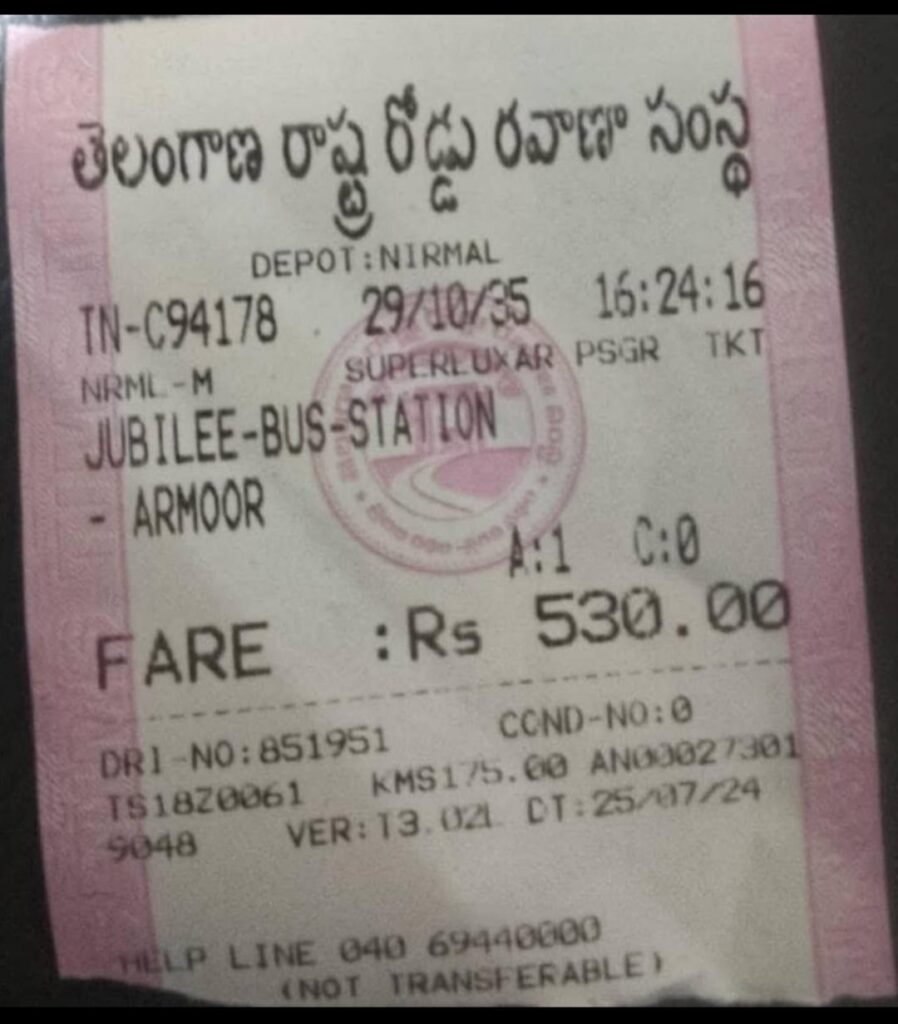 తెలంగాణ రాష్ట్ర రోడ్డు రవాణా సంస్థ
DEPOT:NIRMAL
TN-C94178 29/10/35 16:24:16
NRML-M SUPERLUXAR PSGR TKT
JUBILEE-BUS-STATION
- ARMOOR
A:1 C:0
FARE :Rs 530.00
DRI-NO:851951 COND-NO:0
TS18Z0061 KMS175.00 AN00027301
9048 VER:T3.02L DT:25/07/24
HELP LINE 040 69440000
(NOT TRANSFERABLE)